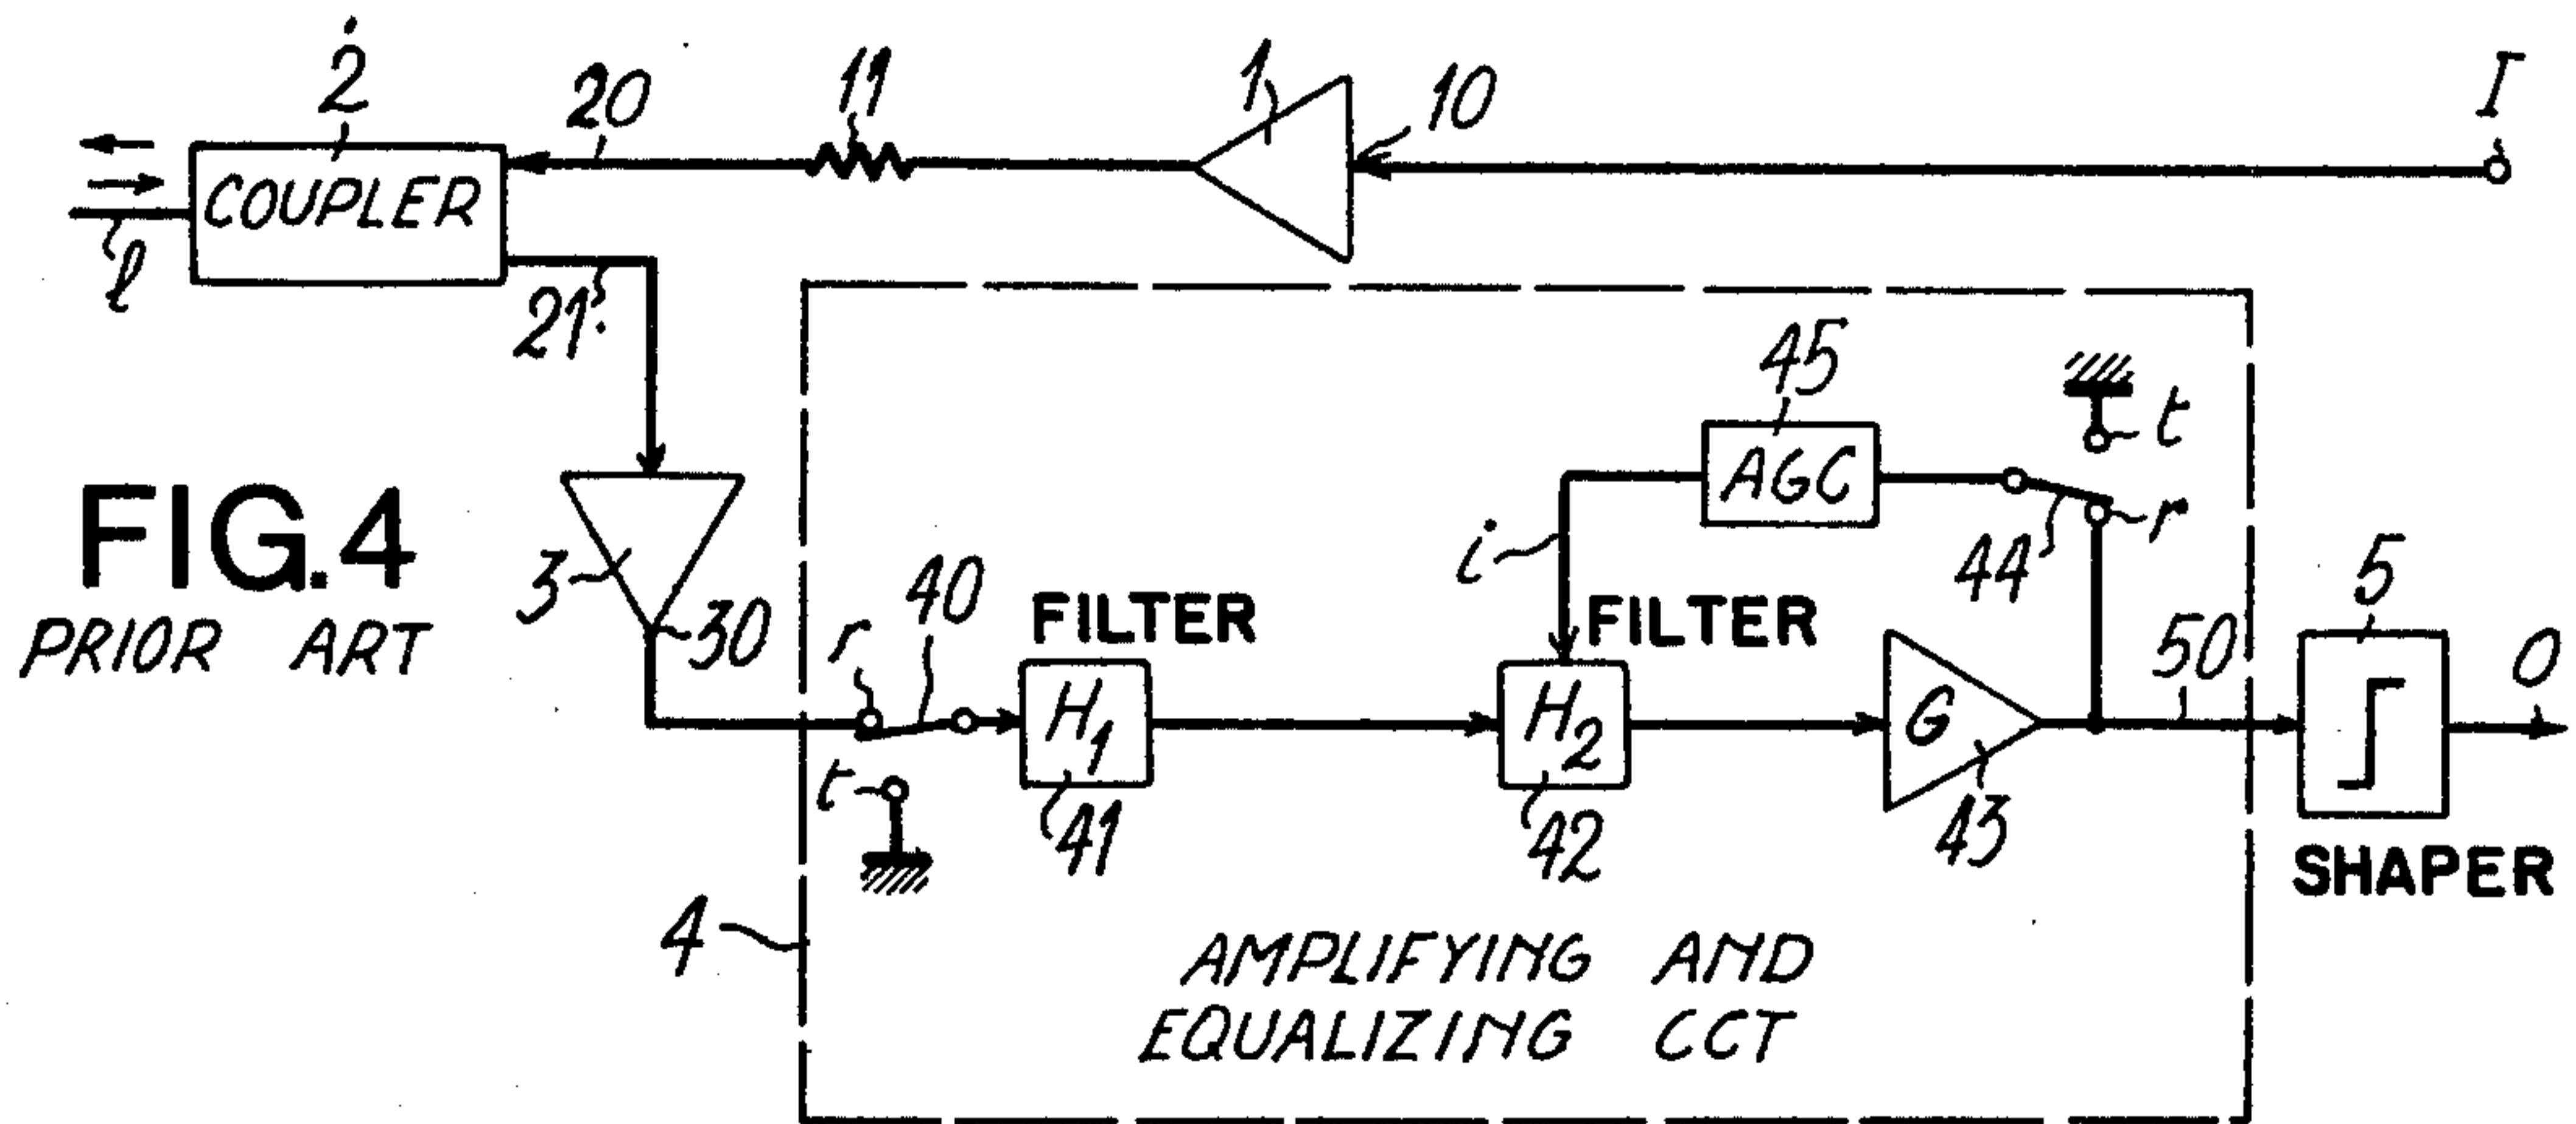 2
20
11
1
10
I
COUPLER
l
21
45
t
AGC
FIG.4
PRIOR ART
3
30
r
40
FILTER
i
FILTER
44
r
50
5
O
H1
H2
G
t
41
42
43
SHAPER
4
AMPLIFYING AND
EQUALIZING CCT